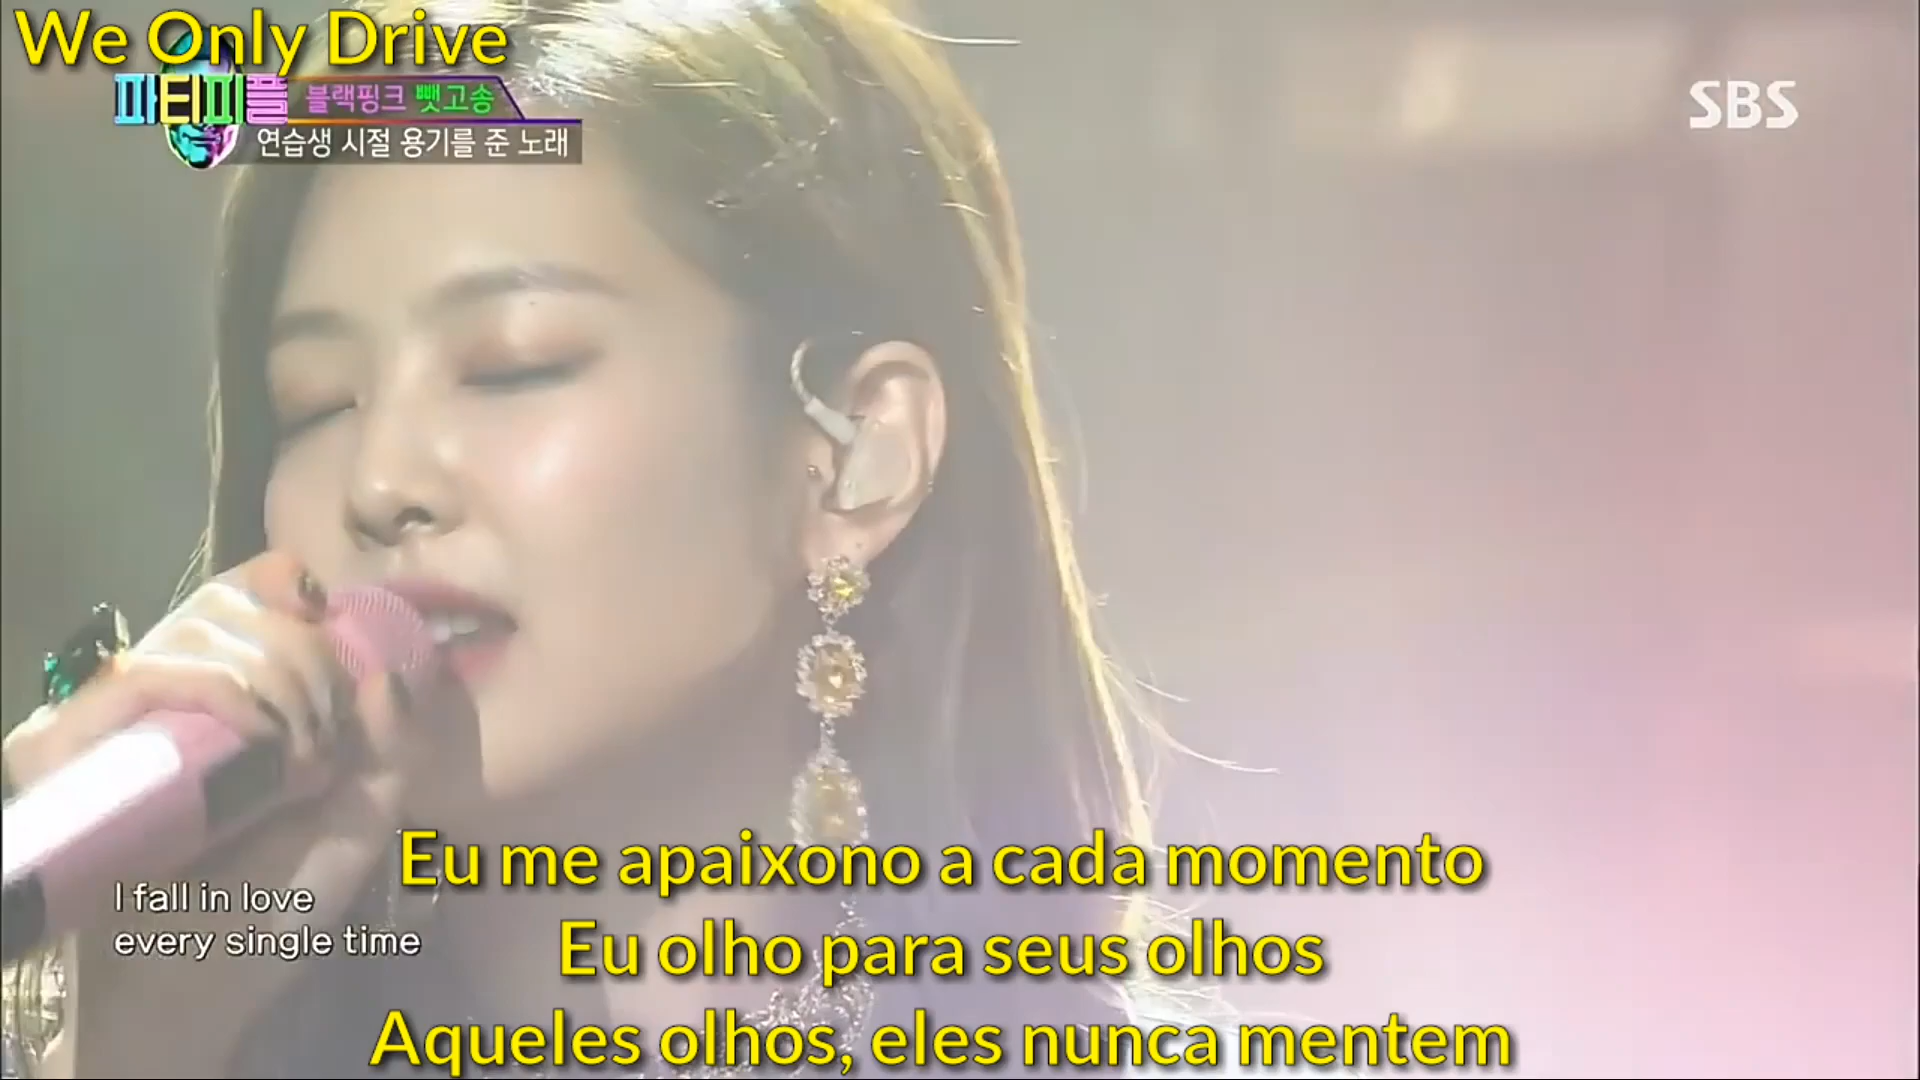 We Only Drive
파티피플
블랙핑크 뺏고송
연습생 시절 용기를 준 노래
SBS
I fall in love
every single time
Eu me apaixono a cada momento
Eu olho para seus olhos
Aqueles olhos, eles nunca mentem